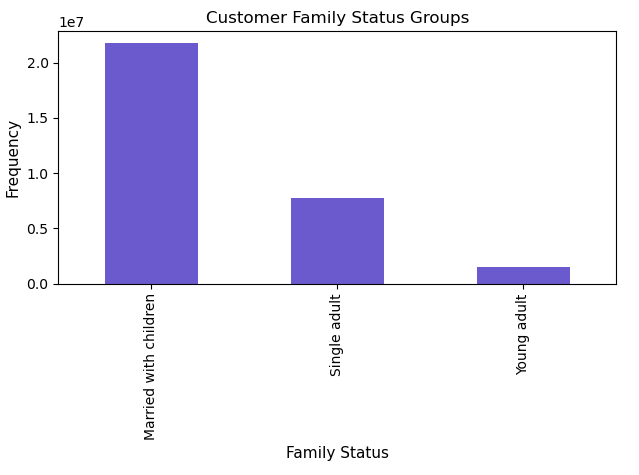 Customer Family Status Groups
1e7
2.0
1.5
1.0
0.5
0.0
Frequency
Married with children
Single adult
Young adult
Family Status